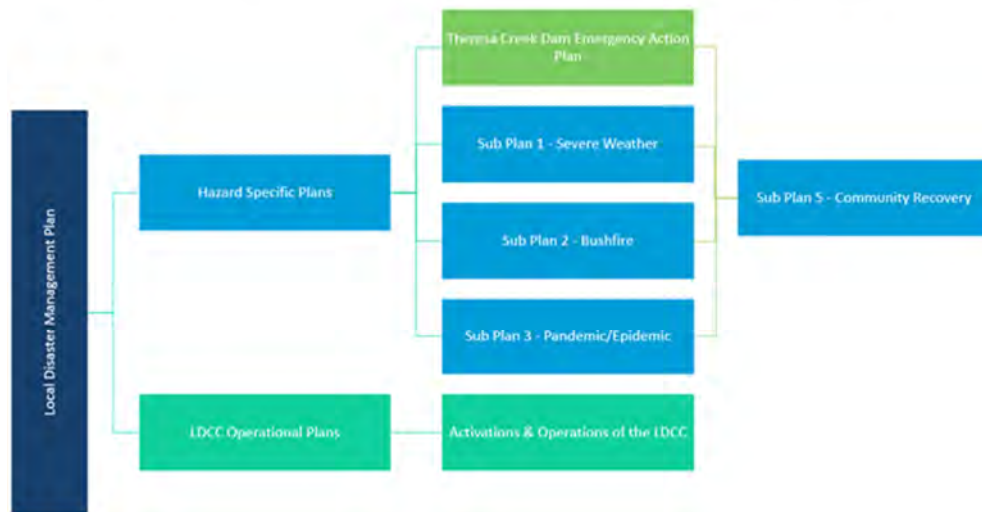 Local Disaster Management Plan
Hazard Specific Plans
LDCC Operational Plans
Theresa Creek Dam Emergency Action
Plan
Sub Plan 1 - Severe Weather
Sub Plan 2 - Bushfire
Sub Plan 3 - Pandemic/Epidemic
Activations & Operations of the LDCC
Sub Plan 5 - Community Recovery